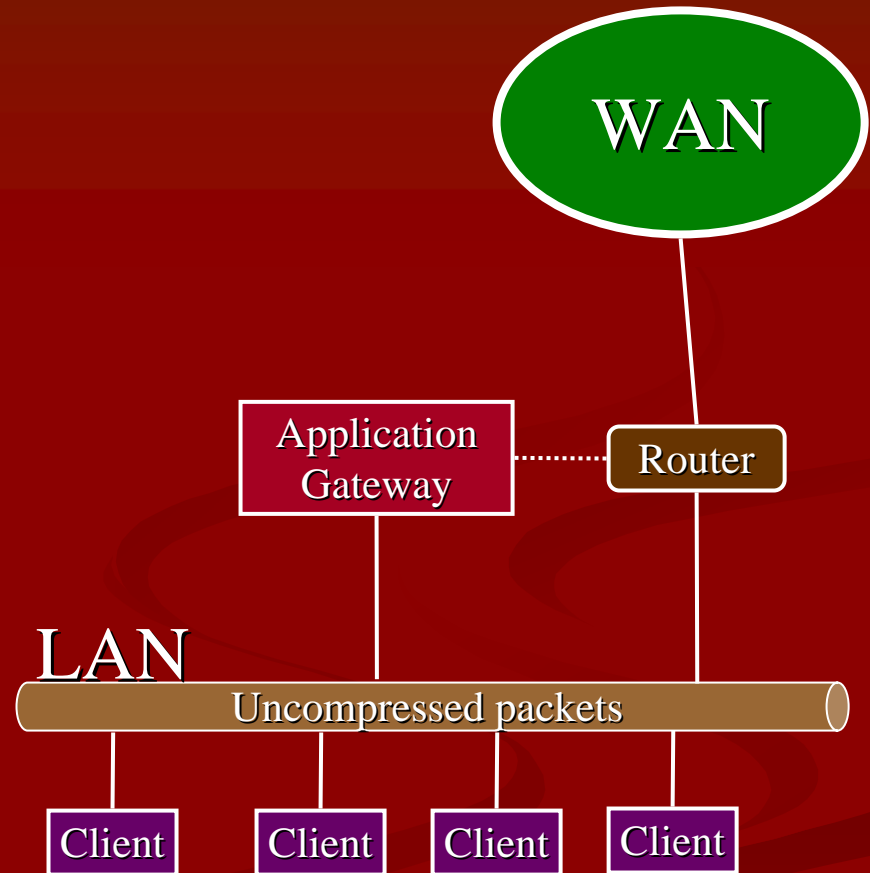 WAN
Application
Gateway
Router
LAN
Uncompressed packets
Client
Client
Client
Client